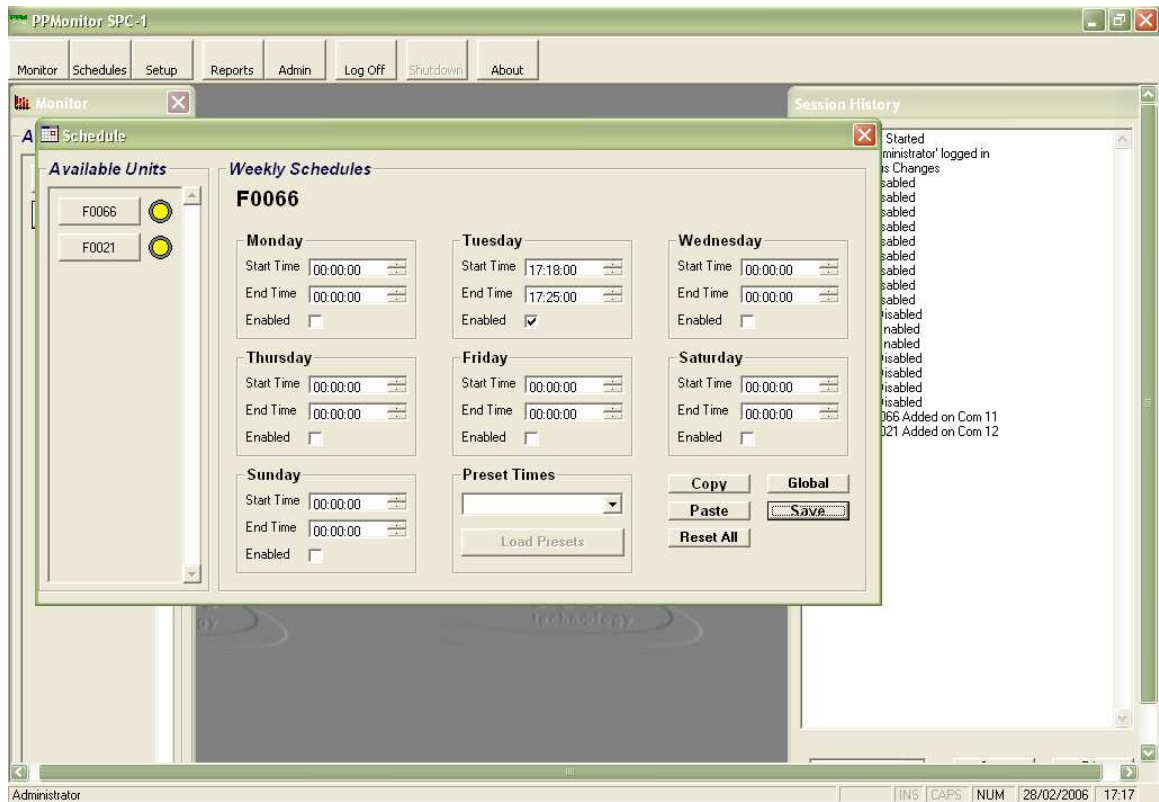 PPMonitor SPC-1
Monitor Schedules Setup Reports Admin Log Off Shutdown About
Monitor
Session History
A
Schedule
Available Units
F0066
F0021
Weekly Schedules
F0066
Monday
Start Time 00:00:00
End Time 00:00:00
Enabled
Tuesday
Start Time 17:18:00
End Time 17:25:00
Enabled
Wednesday
Start Time 00:00:00
End Time 00:00:00
Enabled
Thursday
Start Time 00:00:00
End Time 00:00:00
Enabled
Friday
Start Time 00:00:00
End Time 00:00:00
Enabled
Saturday
Start Time 00:00:00
End Time 00:00:00
Enabled
Sunday
Start Time 00:00:00
End Time 00:00:00
Enabled
Preset Times
Load Presets
Copy Global
Paste Save
Reset All
Started
ministrator' logged in
s Changes
sabled
sabled
sabled
sabled
sabled
sabled
sabled
sabled
sabled
isabled
nabled
nabled
isabled
isabled
isabled
isabled
066 Added on Com 11
021 Added on Com 12
technology
Administrator INS CAPS NUM 28/02/2006 17:17